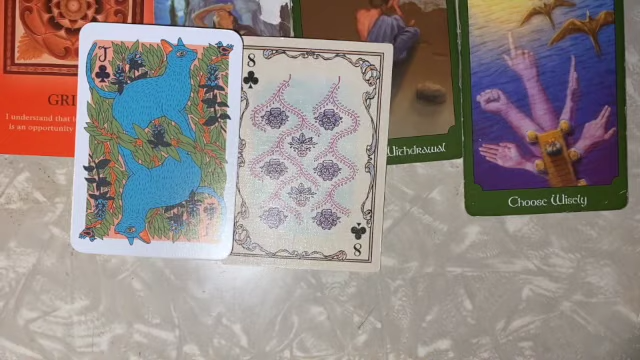 GRI
I understand that
is an opportunity
J
8
8
Withdrawal
Choose Wisely